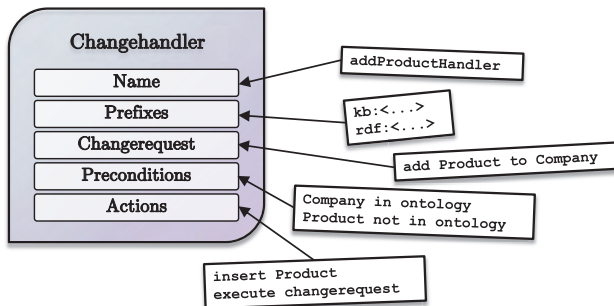 Changehandler
Name
Prefixes
Changerequest
Preconditions
Actions
addProductHandler
kb:<...>
rdf:<...>
add Product to Company
Company in ontology
Product not in ontology
insert Product
execute changerequest